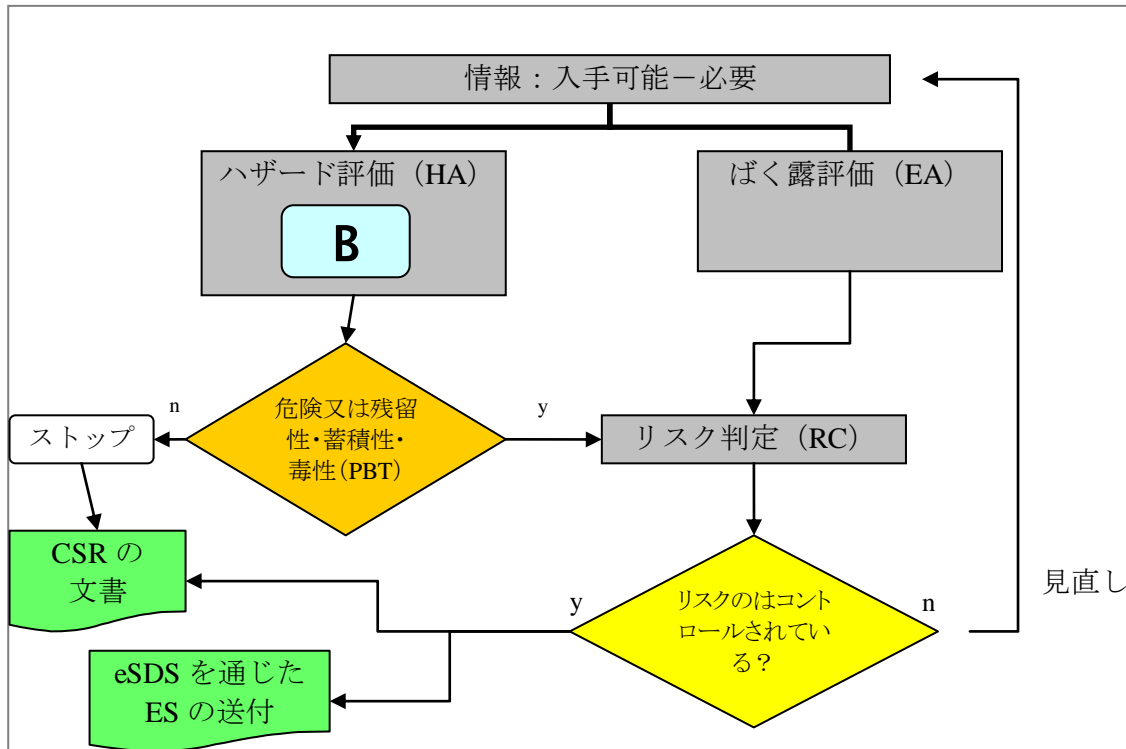 情報：入手可能－必要
ハザード評価（HA）
B
ばく露評価（EA）
n
危険又は残留
性・蓄積性・
毒性（PBT）
y
ストップ
リスク判定（RC）
CSR の
文書
y
リスクのはコント
ロールされてい
る？
n
見直し
eSDS を通じた
ES の送付